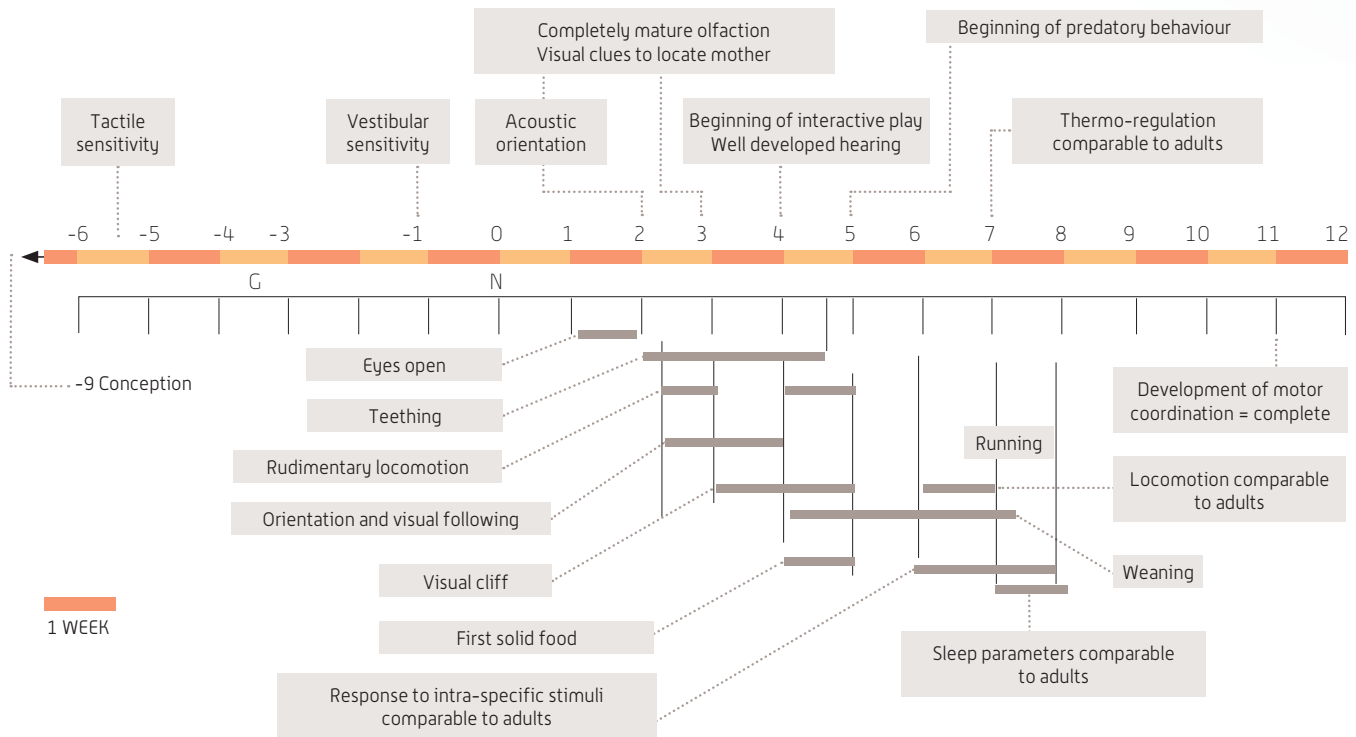 Completely mature olfaction
Visual clues to locate mother
Beginning of predatory behaviour
Tactile
sensitivity
Vestibular
sensitivity
Acoustic
orientation
Beginning of interactive play
Well developed hearing
Thermo-regulation
comparable to adults
-6 -5 -4 -3 -1 0 1 2 3 4 5 6 7 8 9 10 11 12
G N
Eyes open
-9 Conception
Teething
Development of motor
coordination = complete
Running
Rudimentary locomotion
Locomotion comparable
to adults
Orientation and visual following
Visual cliff
Weaning
1 WEEK
First solid food
Sleep parameters comparable
to adults
Response to intra-specific stimuli
comparable to adults